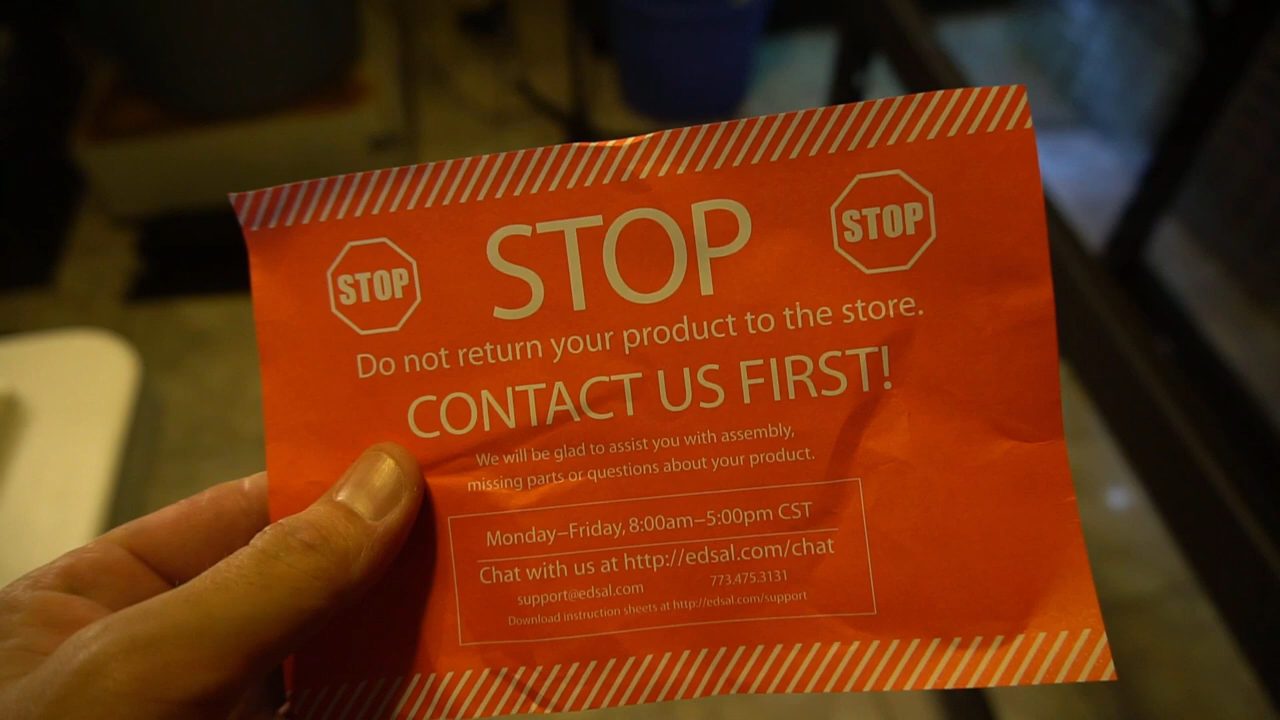 STOP
STOP
STOP
Do not return your product to the store.
CONTACT US FIRST!
We will be glad to assist you with assembly,
missing parts or questions about your product.
Monday–Friday, 8:00am–5:00pm CST
Chat with us at http://edsal.com/chat
support@edsal.com 773.475.3131
Download instruction sheets at http://edsal.com/support